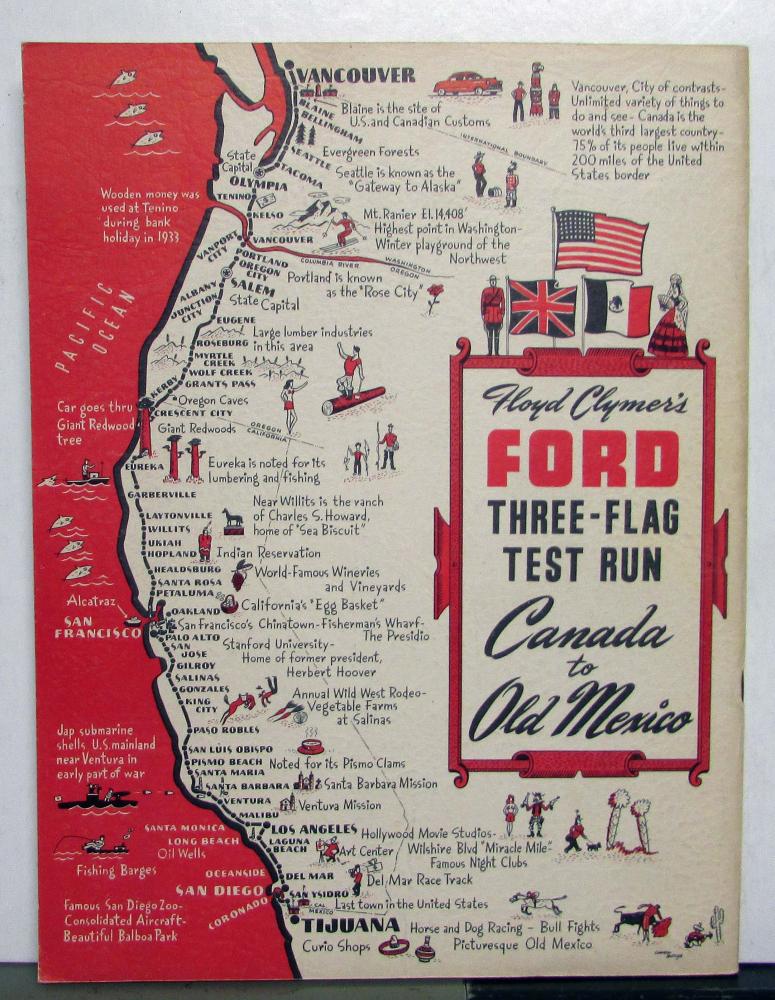 VANCOUVER
BLAINE
BELLINGHAM
Blaine is the site of
U.S. and Canadian Customs
Vancouver, City of contrasts-
Unlimited variety of things to
do and see - Canada is the
world's third largest country-
75% of its people live within
200 miles of the United
States border
INTERNATIONAL BOUNDARY
Evergreen Forests
SEATTLE
State
Capital
TACOMA
Seattle is known as the
"Gateway to Alaska"
OLYMPIA
TENINO
Wooden money was
used at Tenino
during bank
holiday in 1933
KELSO
Mt. Ranier El. 14,408'
Highest point in Washington-
Winter playground of the
Northwest
VANPORT
CITY
VANCOUVER
COLUMBIA RIVER
WASHINGTON
OREGON
PORTLAND
OREGON
CITY
Portland is known
as the "Rose City"
SALEM
State Capital
ALBANY
JUNCTION
CITY
PACIFIC
OCEAN
EUGENE
Large lumber industries
in this area
ROSEBURG
MYRTLE
CREEK
WOLF CREEK
GRANTS PASS
KERBY
Oregon Caves
CRESCENT CITY
Car goes thru
Giant Redwood
tree
Giant Redwoods
OREGON
CALIFORNIA
EUREKA
Eureka is noted for its
lumbering and fishing
GARBERVILLE
Near Willits is the ranch
of Charles S. Howard,
home of "Sea Biscuit"
LAYTONVILLE
WILLITS
UKIAH
HOPLAND
Indian Reservation
HEALDSBURG
World-Famous Wineries
and Vineyards
SANTA ROSA
PETALUMA
California's "Egg Basket"
Alcatraz
OAKLAND
SAN
FRANCISCO
San Francisco's Chinatown-Fisherman's Wharf-
The Presidio
PALO ALTO
SAN
JOSE
Stanford University-
Home of former president,
Herbert Hoover
GILROY
SALINAS
GONZALES
KING
CITY
Annual Wild West Rodeo-
Vegetable Farms
at Salinas
PASO ROBLES
Jap submarine
shells U.S. mainland
near Ventura in
early part of war
SAN LUIS OBISPO
PISMO BEACH
Noted for its Pismo Clams
SANTA MARIA
SANTA BARBARA
Santa Barbara Mission
VENTURA
Ventura Mission
MALIBU
SANTA MONICA
LOS ANGELES
Hollywood Movie Studios-
Wilshire Blvd "Miracle Mile"
Famous Night Clubs
LONG BEACH
Oil Wells
LAGUNA
BEACH
Art Center
Fishing Barges
OCEANSIDE
DEL MAR
Del Mar Race Track
SAN DIEGO
SAN YSIDRO
Last town in the United States
CORONADO
CAL
MEXICO
Famous San Diego Zoo-
Consolidated Aircraft-
Beautiful Balboa Park
TIJUANA
Horse and Dog Racing - Bull Fights
Picturesque Old Mexico
Curio Shops
Floyd Clymer's
FORD
THREE-FLAG
TEST RUN
Canada
to
Old Mexico